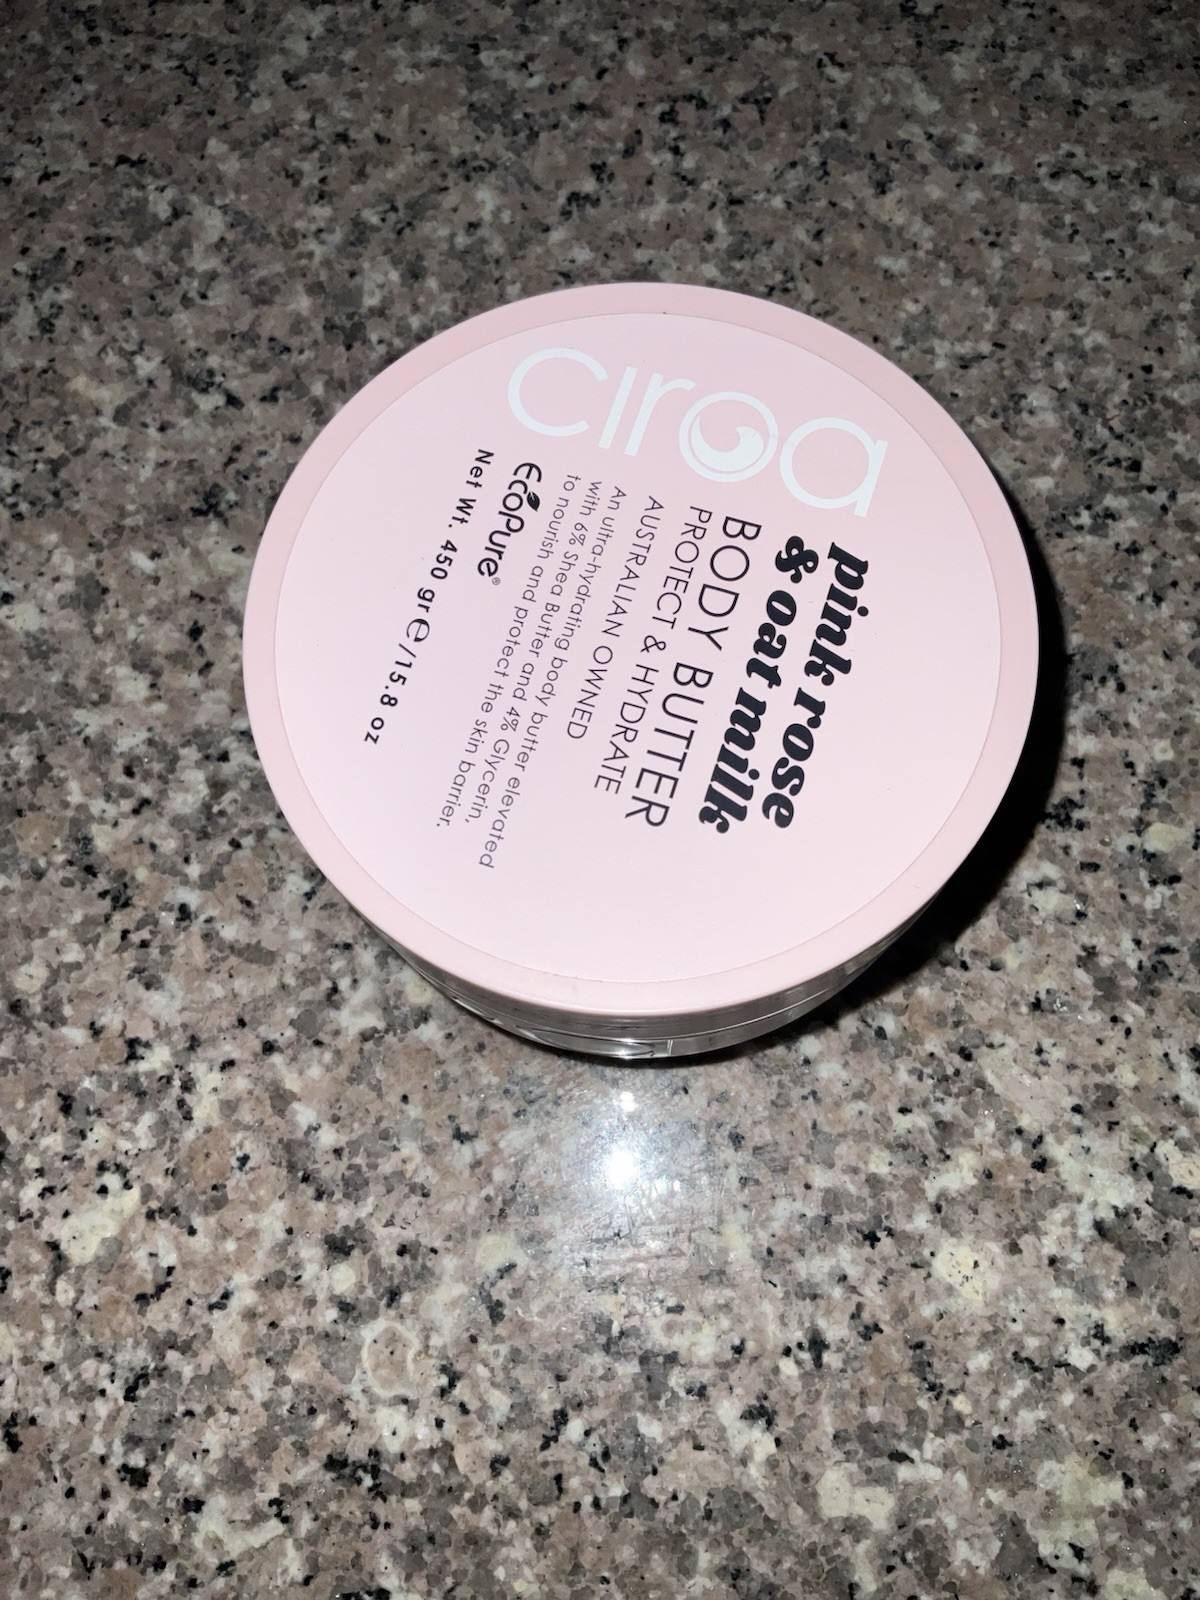 ciroa
pink rose
& oat milk
BODY BUTTER
PROTECT & HYDRATE
AUSTRALIAN OWNED
An ultra-hydrating body butter elevated
with 6% Shea Butter and 4% Glycerin,
to nourish and protect the skin barrier.
EcoPure®
Net Wt. 450 gr℮/15.8 oz